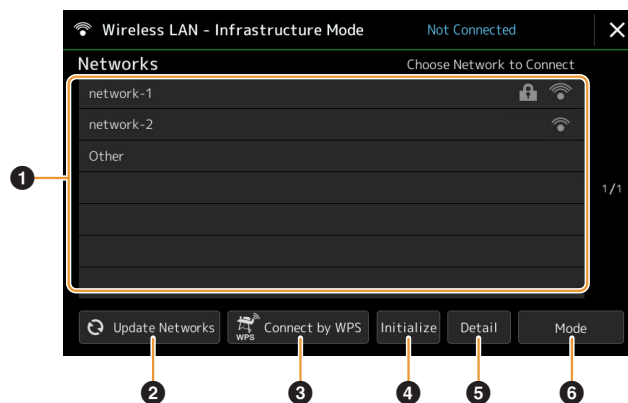 Wireless LAN - Infrastructure Mode Not Connected
Networks Choose Network to Connect
network-1
network-2
Other
1
1/1
Update Networks WPS Connect by WPS Initialize Detail Mode
2 3 4 5 6